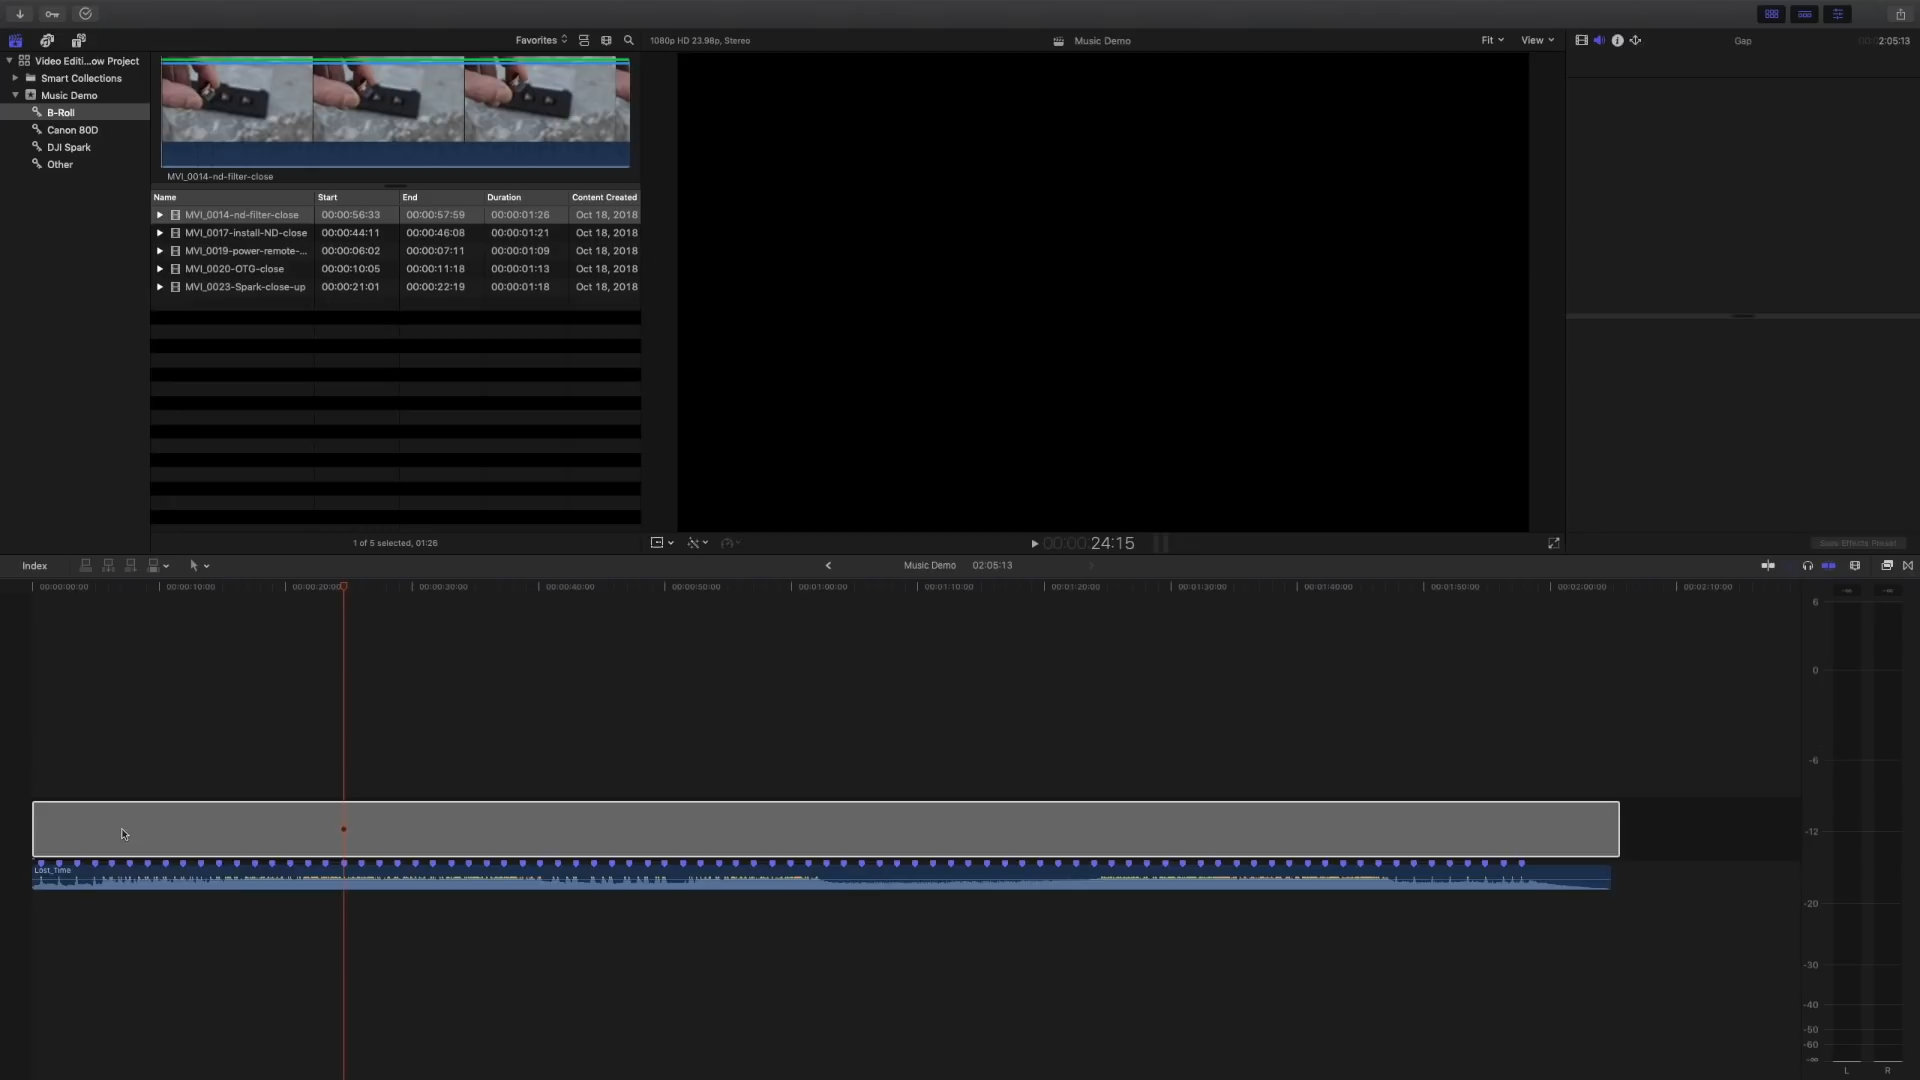 Favorites
1080p HD 23.98p, Stereo
Music Demo
Fit
View
Gap
2:05:13
Video Editi...ow Project
Smart Collections
Music Demo
B-Roll
Canon 80D
DJI Spark
Other
MVI_0014-nd-filter-close
Name Start End Duration Content Created
MVI_0014-nd-filter-close 00:00:56:33 00:00:57:59 00:00:01:26 Oct 18, 2018
MVI_0017-install-ND-close 00:00:44:11 00:00:46:08 00:00:01:21 Oct 18, 2018
MVI_0019-power-remote-... 00:00:06:02 00:00:07:11 00:00:01:09 Oct 18, 2018
MVI_0020-OTG-close 00:00:10:05 00:00:11:18 00:00:01:13 Oct 18, 2018
MVI_0023-Spark-close-up 00:00:21:01 00:00:22:19 00:00:01:18 Oct 18, 2018
1 of 5 selected, 01:26
00:00:24:15
Save Effects Preset
Index
Music Demo 02:05:13
00:00:00:00 00:00:10:00 00:00:20:00 00:00:30:00 00:00:40:00 00:00:50:00 00:01:00:00 00:01:10:00 00:01:20:00 00:01:30:00 00:01:40:00 00:01:50:00 00:02:00:00 00:02:10:00
Lost_Time
6
0
-6
-12
-20
-30
-40
-50
-60
-∞
L R